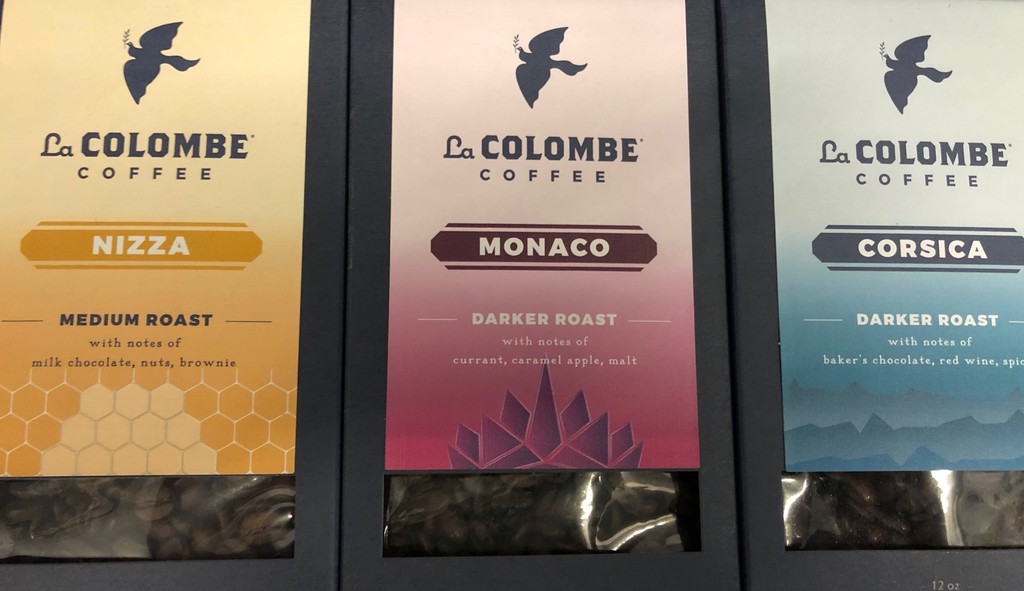 La COLOMBE
COFFEE
NIZZA
MEDIUM ROAST
with notes of
milk chocolate, nuts, brownie
La COLOMBE
COFFEE
MONACO
DARKER ROAST
with notes of
currant, caramel apple, malt
La COLOMBE
COFFEE
CORSICA
DARKER ROAST
with notes of
baker's chocolate, red wine,
12 oz